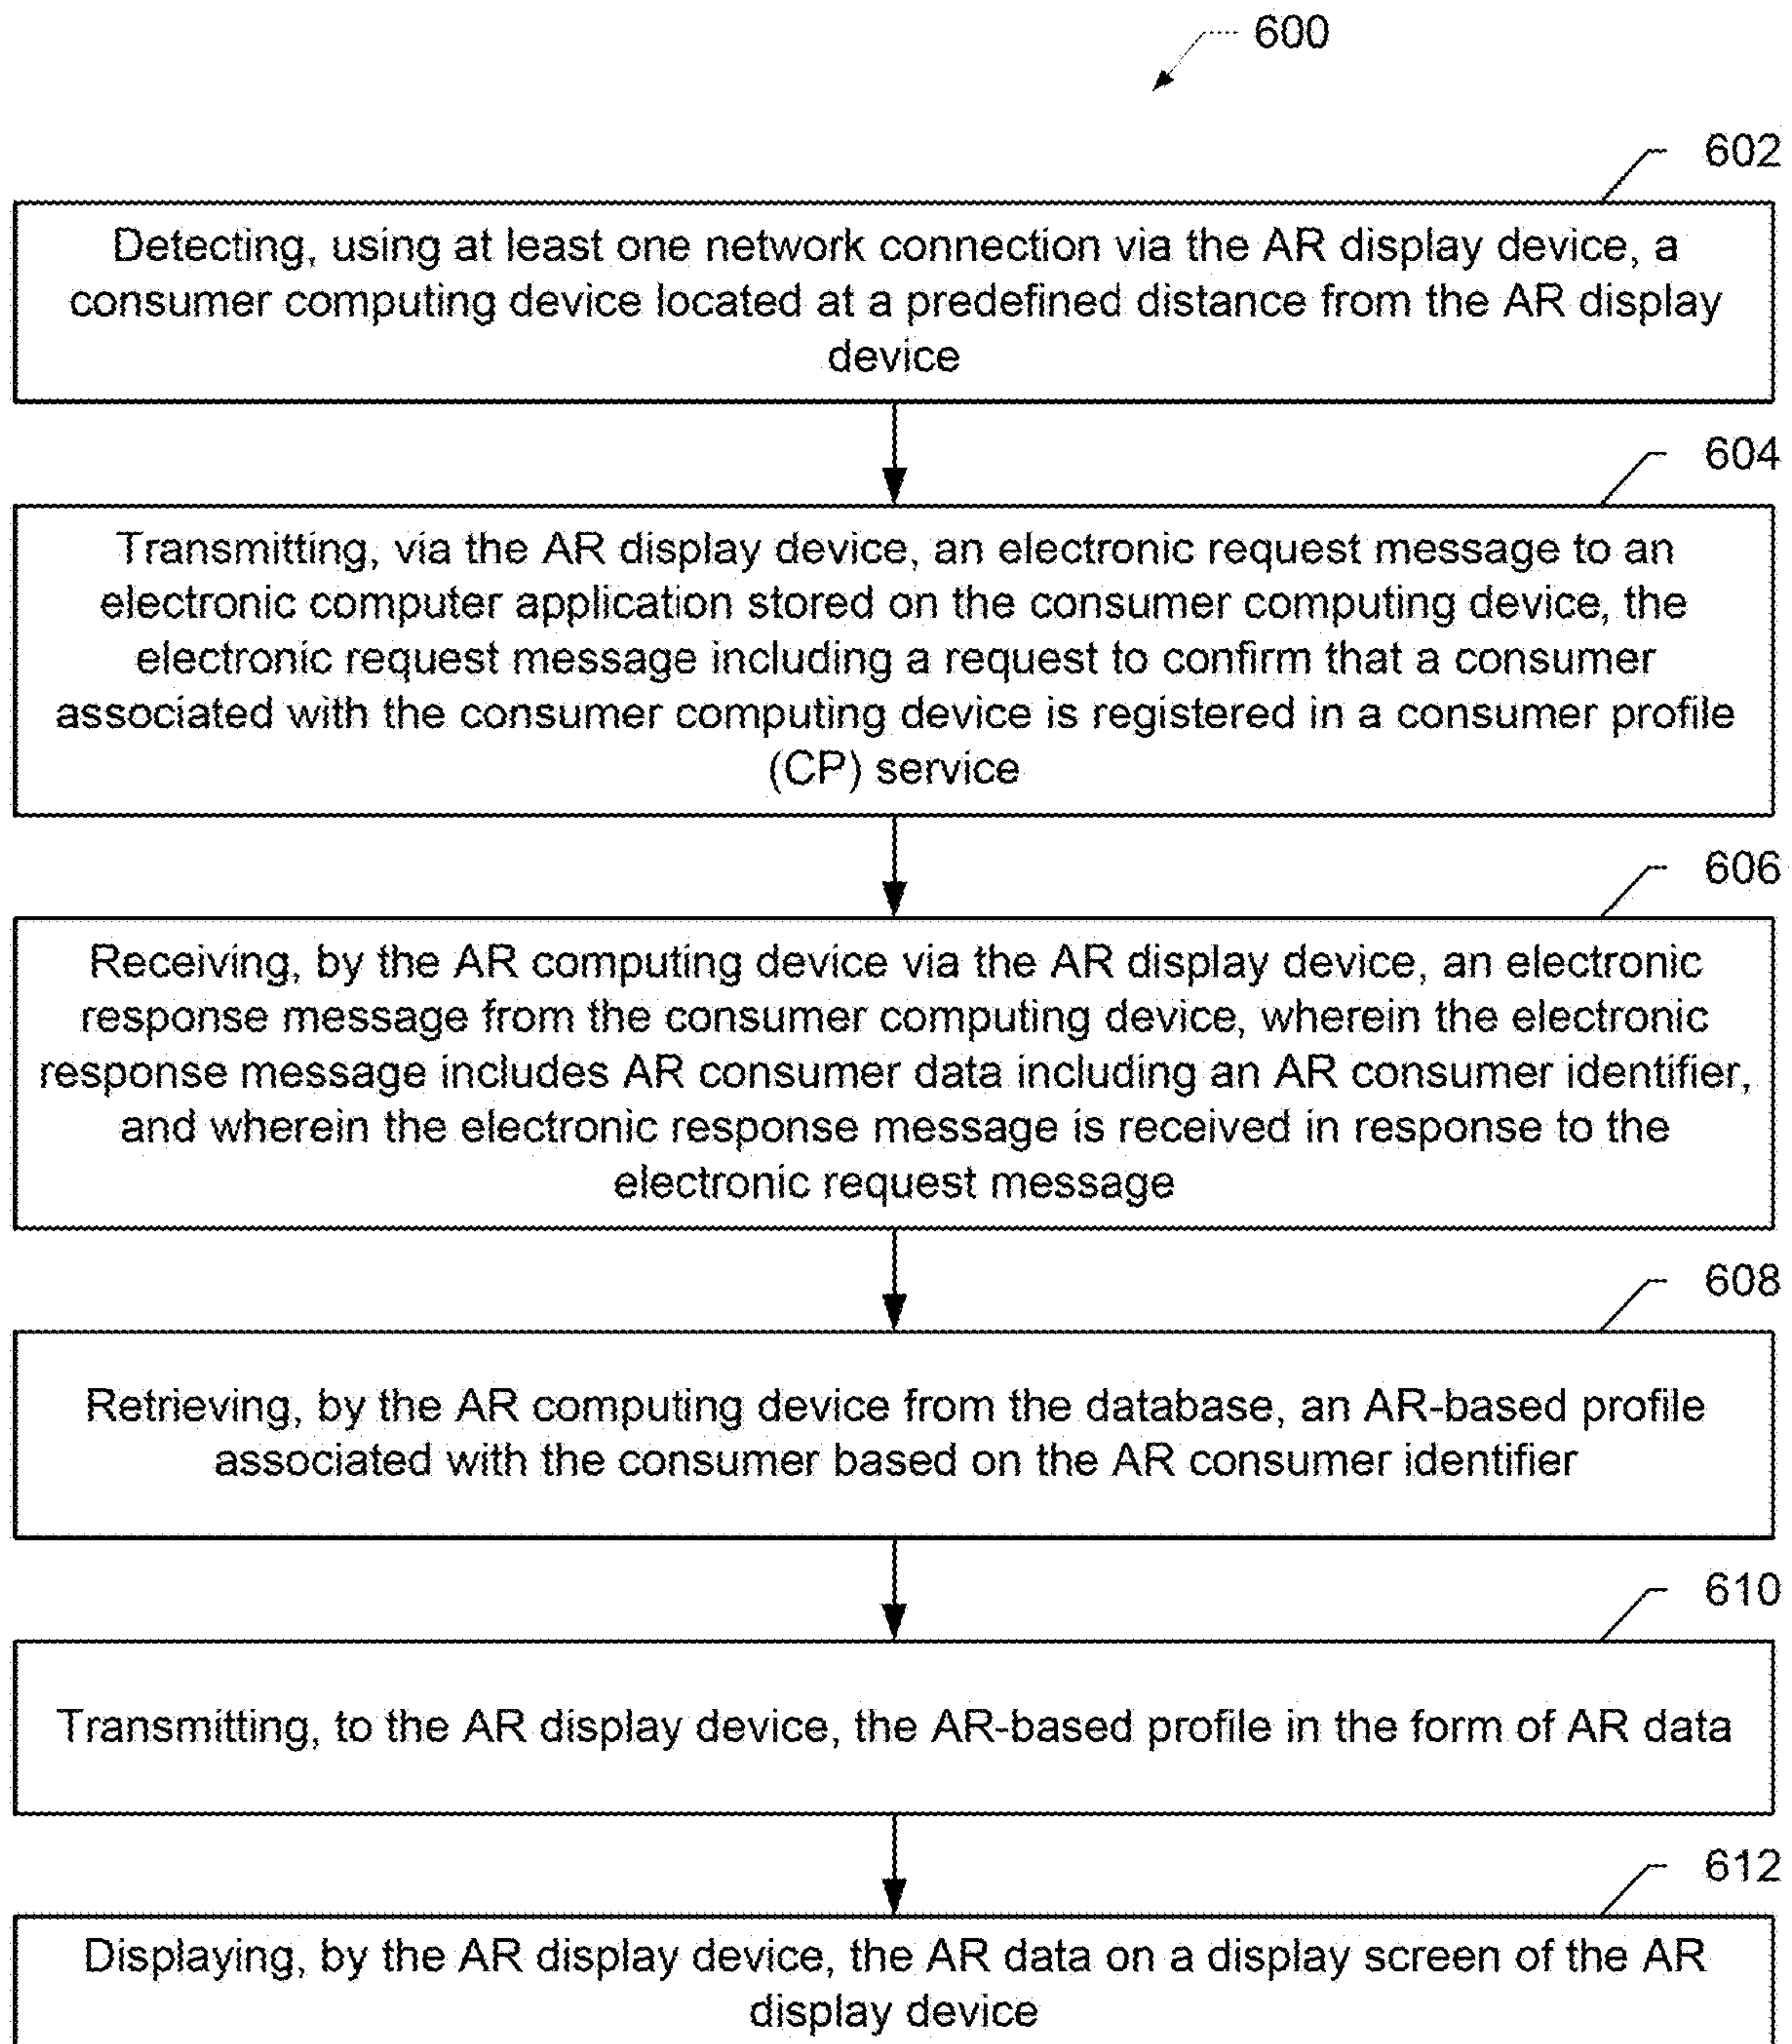 600
602
Detecting, using at least one network connection via the AR display device, a
consumer computing device located at a predefined distance from the AR display
device
604
Transmitting, via the AR display device, an electronic request message to an
electronic computer application stored on the consumer computing device, the
electronic request message including a request to confirm that a consumer
associated with the consumer computing device is registered in a consumer profile
(CP) service
606
Receiving, by the AR computing device via the AR display device, an electronic
response message from the consumer computing device, wherein the electronic
response message includes AR consumer data including an AR consumer identifier,
and wherein the electronic response message is received in response to the
electronic request message
608
Retrieving, by the AR computing device from the database, an AR-based profile
associated with the consumer based on the AR consumer identifier
610
Transmitting, to the AR display device, the AR-based profile in the form of AR data
612
Displaying, by the AR display device, the AR data on a display screen of the AR
display device